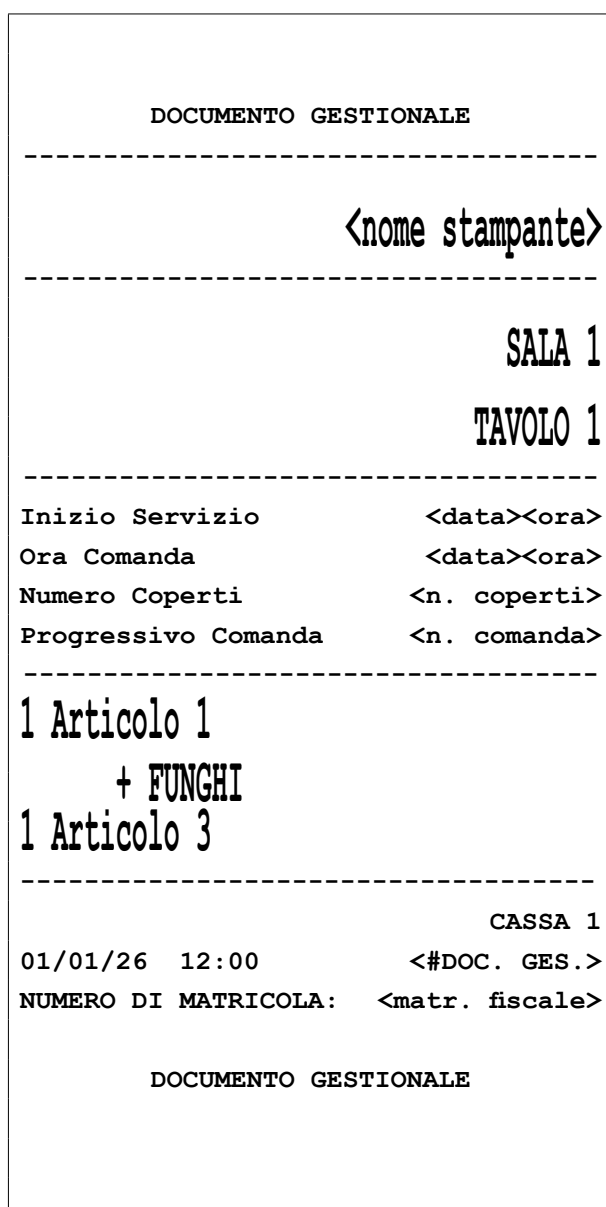 DOCUMENTO GESTIONALE
------------------------------------
<nome stampante>
------------------------------------
SALA 1
TAVOLO 1
------------------------------------
Inizio Servizio <data><ora>
Ora Comanda <data><ora>
Numero Coperti <n. coperti>
Progressivo Comanda <n. comanda>
------------------------------------
1 Articolo 1
+ FUNGHI
1 Articolo 3
------------------------------------
CASSA 1
01/01/26 12:00 <#DOC. GES.>
NUMERO DI MATRICOLA: <matr. fiscale>
DOCUMENTO GESTIONALE